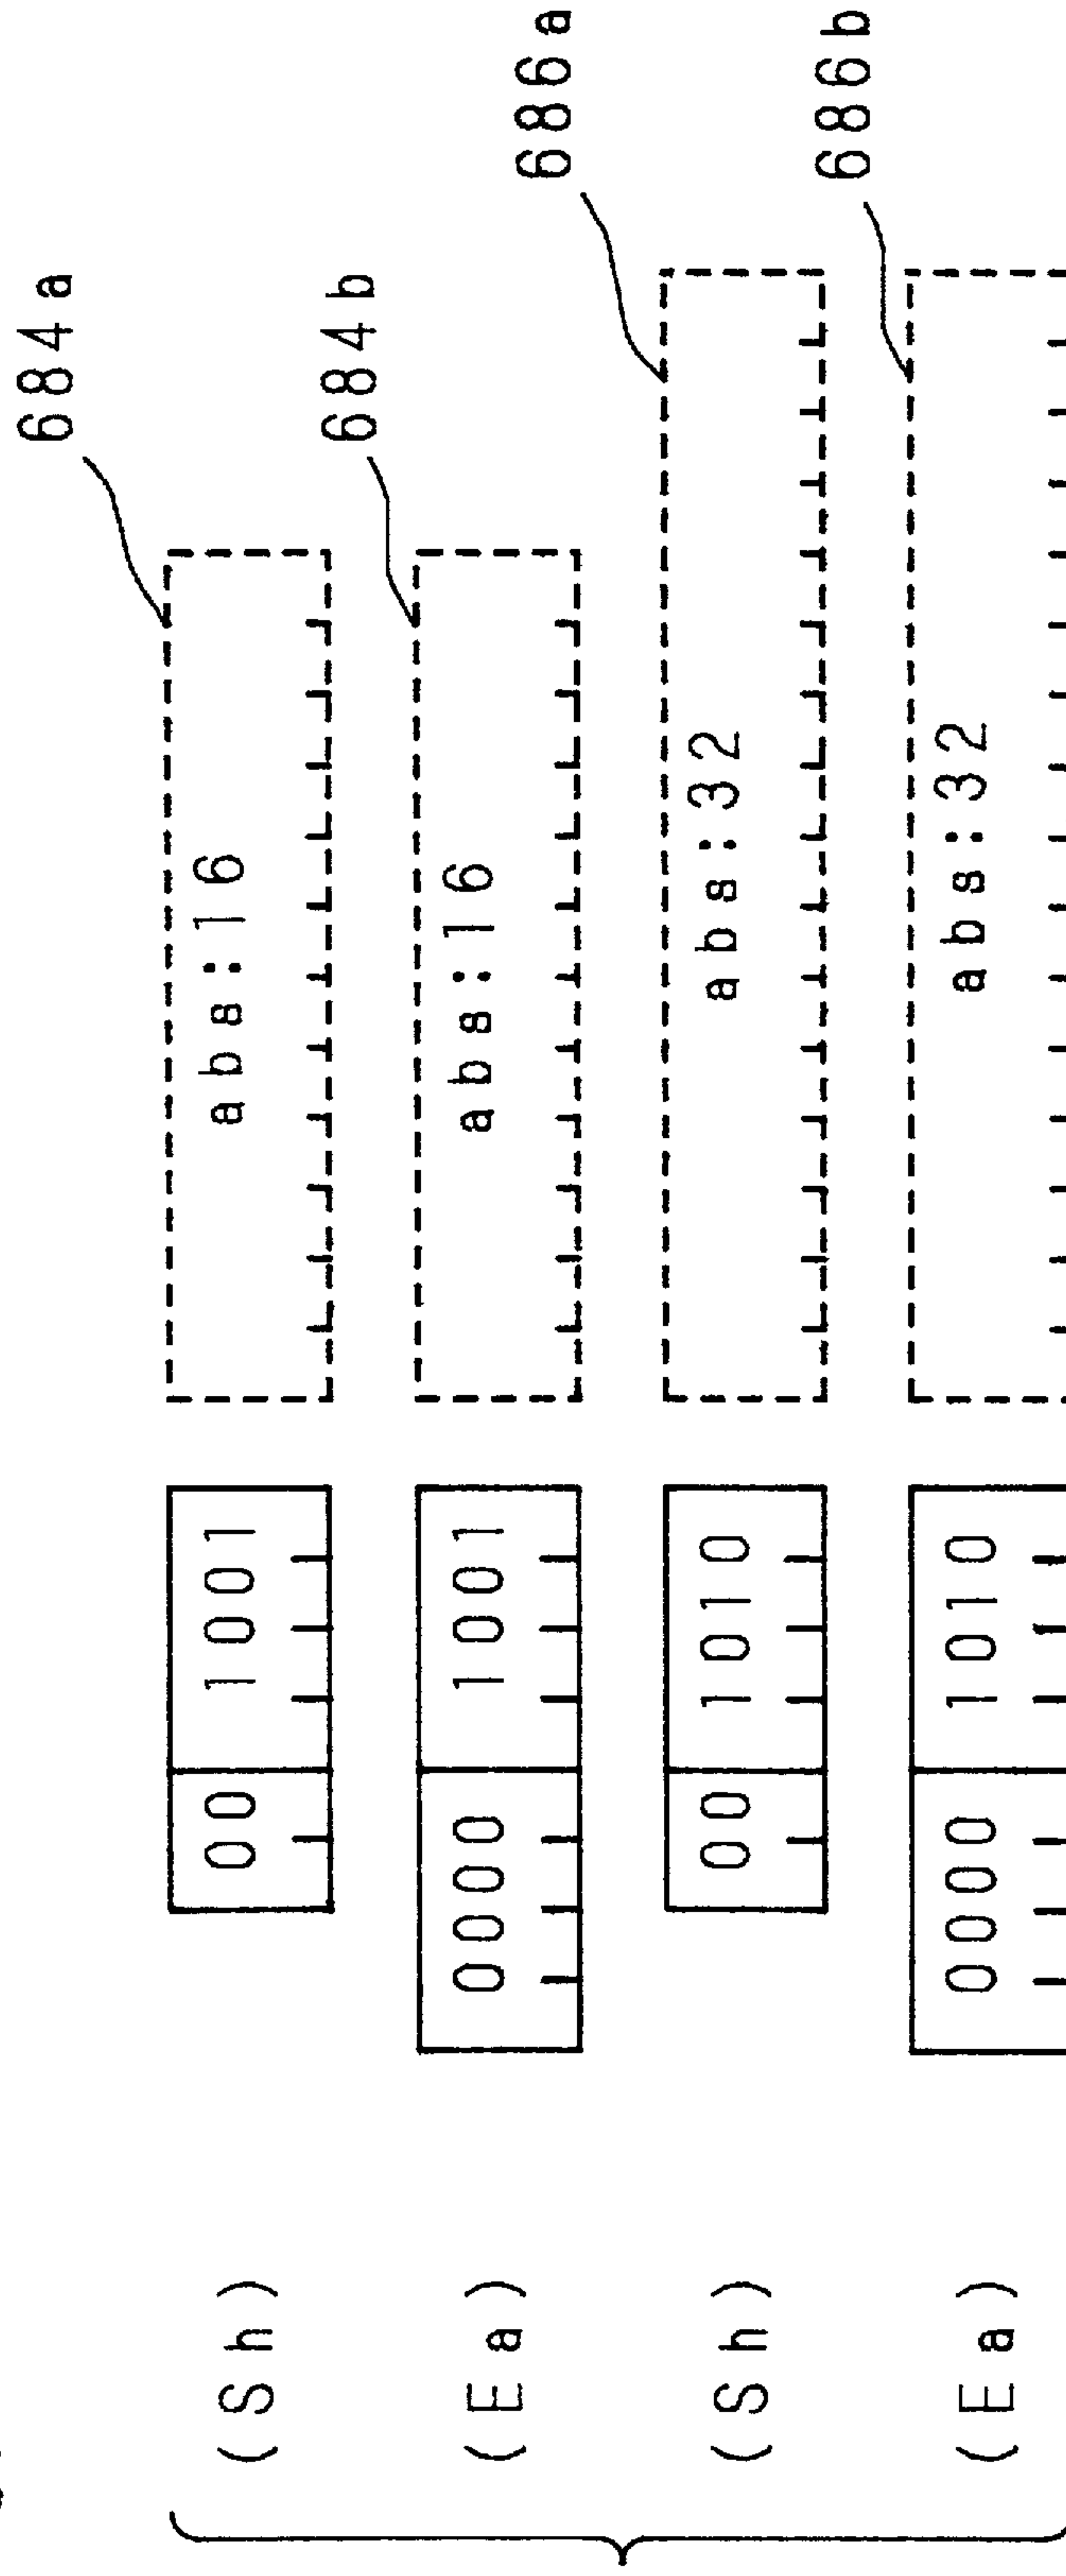 (Sh) 00 1001 abs:16 684a
(Ea) 0000 1001 abs:16 684b
(Sh) 00 1010 abs:32 686a
(Ea) 0000 1010 abs:32 686b